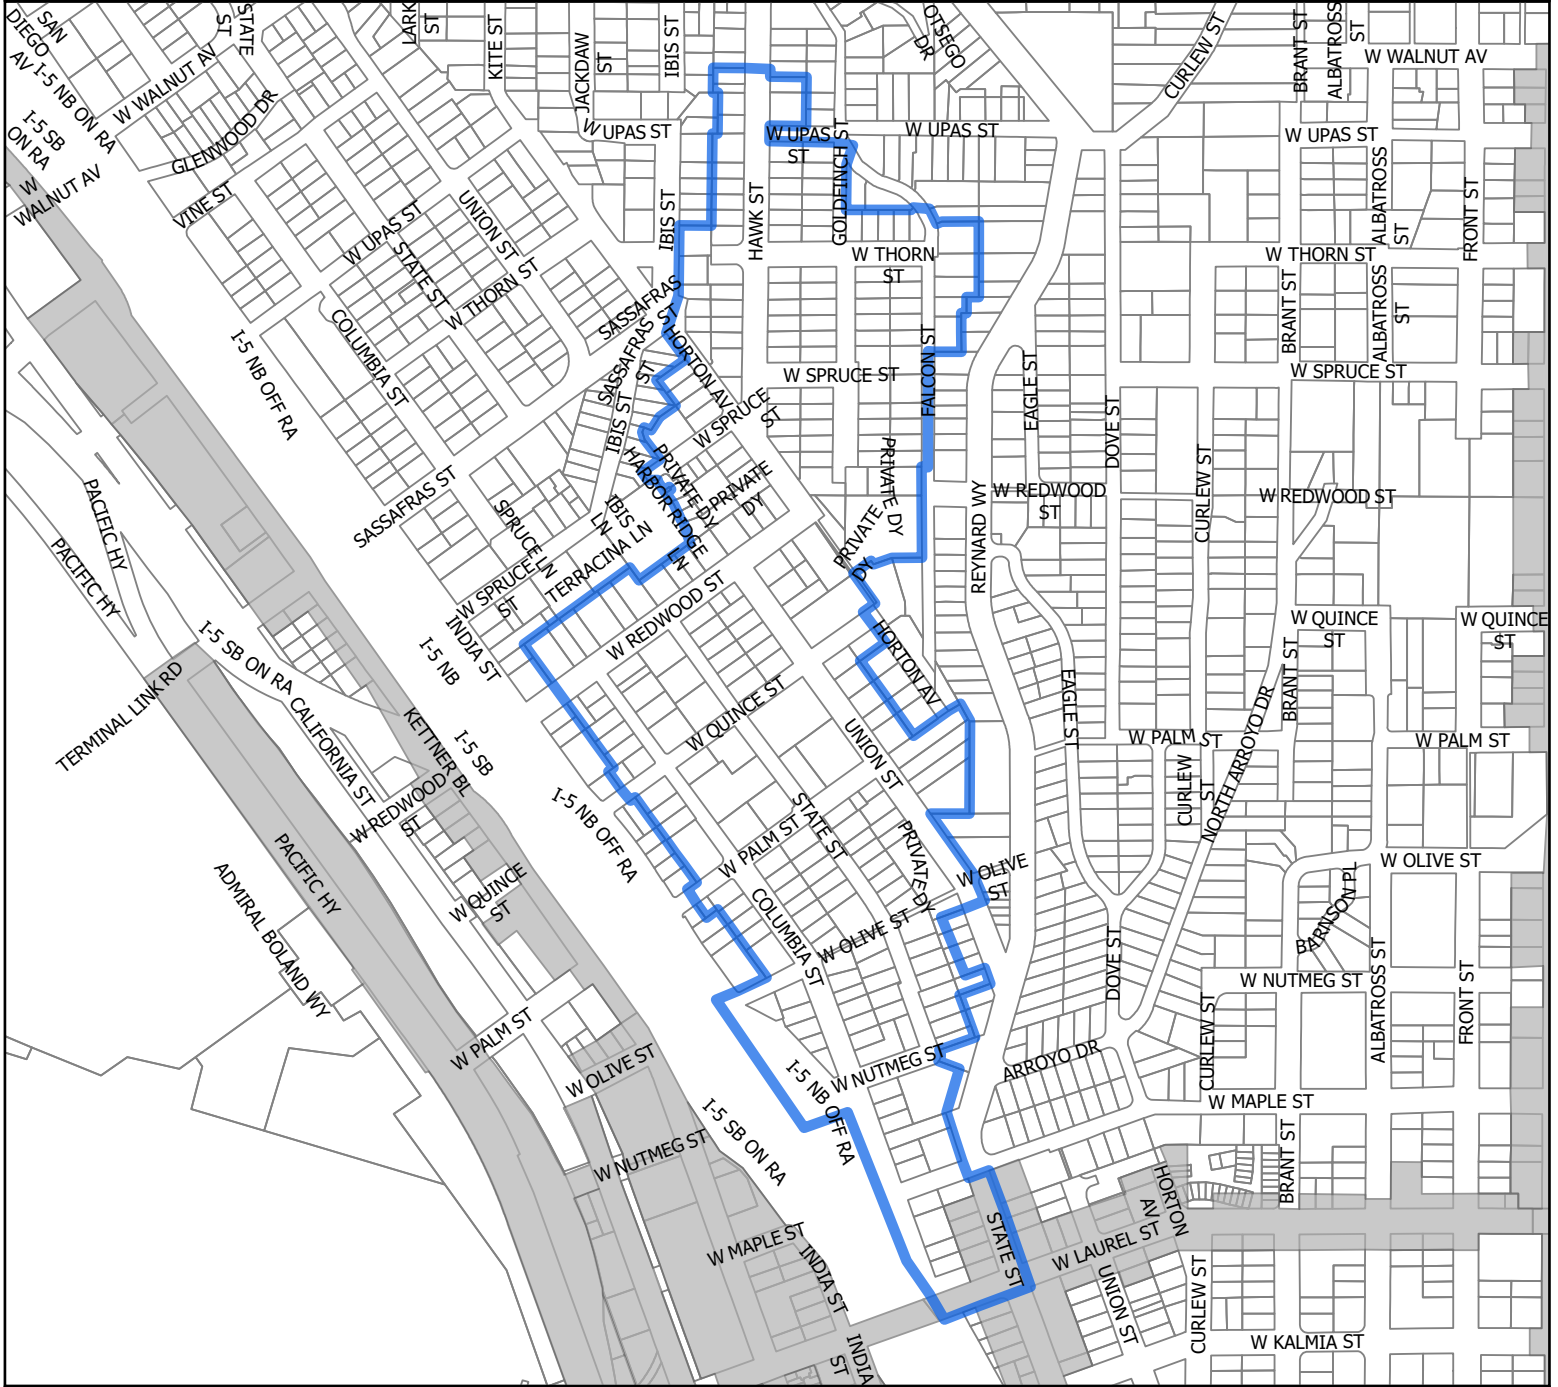 SAN
DIEGO
AV
STATE
ST
LARK
ST
KITE ST
JACKDAW
ST
IBIS ST
OTSEGO
DR
CURLEW ST
BRANT ST
ALBATROSS
ST
W WALNUT AV
I-5 NB ON RA
W WALNUT AV
I-5 SB
ON RA
W
WALNUT AV
GLENWOOD DR
VINE ST
W UPAS ST
W UPAS
ST
GOLDFINCH ST
W UPAS ST
W UPAS ST
W UPAS ST
STATE ST
UNION ST
W THORN ST
IBIS ST
HAWK ST
W THORN
ST
ALBATROSS
ST
FRONT ST
W THORN ST
COLUMBIA ST
I-5 NB OFF RA
SASSAFRAS
ST
SASSAFRAS
ST
HORTON AV
IBIS ST
W SPRUCE
ST
W SPRUCE ST
FALCON ST
EAGLE ST
DOVE ST
BRANT ST
ALBATROSS
ST
W SPRUCE ST
CURLEW ST
W REDWOOD ST
W REDWOOD
ST
REYNARD WY
PRIVATE
DY
PRIVATE DY
PRIVATE
DY
PRIVATE DY
HARBOR RIDGE
LN
IBIS
LN
TERRACINA LN
SPRUCE LN
SASSAFRAS ST
W SPRUCE
ST
INDIA ST
PACIFIC HY
PACIFIC HY
I-5 SB ON RA
I-5 NB
W REDWOOD ST
W QUINCE ST
HORTON AV
UNION ST
EAGLE ST
W QUINCE
ST
W QUINCE
ST
BRANT ST
NORTH ARROYO DR
W PALM ST
W PALM ST
CURLEW
ST
TERMINAL LINK RD
CALIFORNIA ST
KETTNER BL
I-5 SB
W REDWOOD
ST
I-5 NB OFF RA
PACIFIC HY
ADMIRAL BOLAND WY
W QUINCE
ST
W PALM ST
STATE ST
PRIVATE DY
W OLIVE
ST
W OLIVE ST
BARNSON PL
COLUMBIA ST
W OLIVE ST
DOVE ST
W NUTMEG ST
ALBATROSS ST
FRONT ST
CURLEW ST
ARROYO DR
W MAPLE ST
W PALM ST
W OLIVE ST
W NUTMEG ST
I-5 NB OFF RA
I-5 SB ON RA
W NUTMEG ST
BRANT ST
HORTON
AV
STATE ST
W LAUREL ST
W MAPLE ST
INDIA ST
UNION ST
CURLEW ST
W KALMIA ST
INDIA
ST